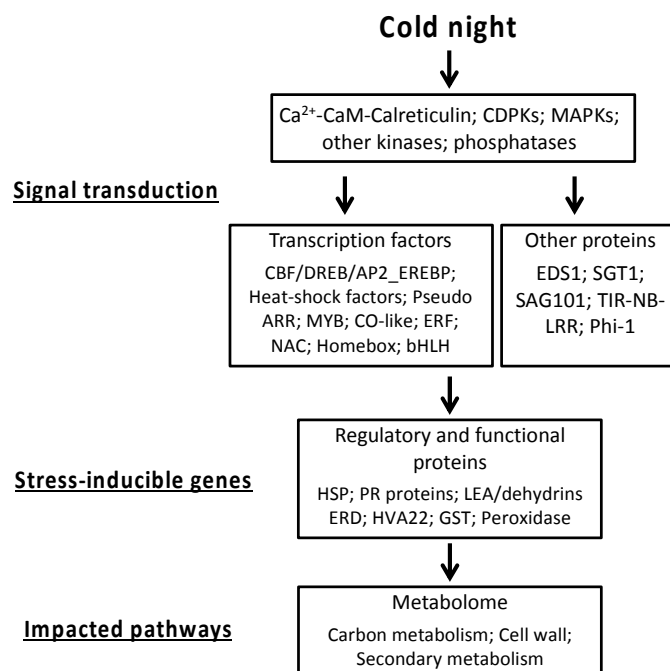 Cold night
Ca²⁺-CaM-Calreticulin; CDPKs; MAPKs;
other kinases; phosphatases
Signal transduction
Transcription factors
CBF/DREB/AP2_EREBP;
Heat-shock factors; Pseudo
ARR; MYB; CO-like; ERF;
NAC; Homebox; bHLH
Other proteins
EDS1; SGT1;
SAG101; TIR-NB-
LRR; Phi-1
Stress-inducible genes
Regulatory and functional
proteins
HSP; PR proteins; LEA/dehydrins
ERD; HVA22; GST; Peroxidase
Impacted pathways
Metabolome
Carbon metabolism; Cell wall;
Secondary metabolism